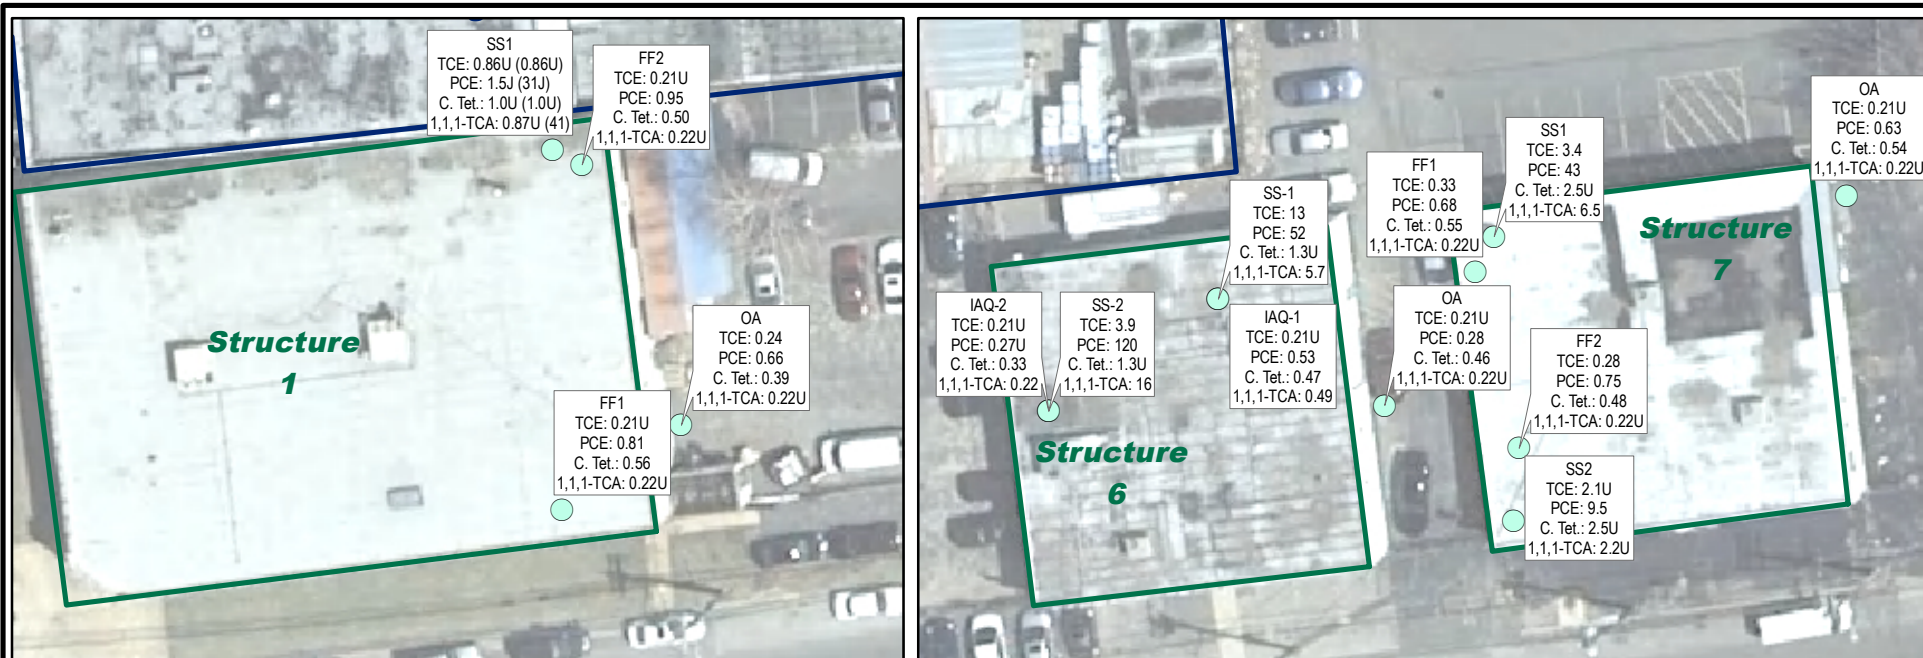 SS1
TCE: 0.86U (0.86U)
PCE: 1.5J (31J)
C. Tet.: 1.0U (1.0U)
1,1,1-TCA: 0.87U (41)
FF2
TCE: 0.21U
PCE: 0.95
C. Tet.: 0.50
1,1,1-TCA: 0.22U
Structure
1
OA
TCE: 0.24
PCE: 0.66
C. Tet.: 0.39
1,1,1-TCA: 0.22U
FF1
TCE: 0.21U
PCE: 0.81
C. Tet.: 0.56
1,1,1-TCA: 0.22U
OA
TCE: 0.21U
PCE: 0.63
C. Tet.: 0.54
1,1,1-TCA: 0.22U
SS1
TCE: 3.4
PCE: 43
C. Tet.: 2.5U
1,1,1-TCA: 6.5
FF1
TCE: 0.33
PCE: 0.68
C. Tet.: 0.55
1,1,1-TCA: 0.22U
SS-1
TCE: 13
PCE: 52
C. Tet.: 1.3U
1,1,1-TCA: 5.7
Structure
7
IAQ-2
TCE: 0.21U
PCE: 0.27U
C. Tet.: 0.33
1,1,1-TCA: 0.22
SS-2
TCE: 3.9
PCE: 120
C. Tet.: 1.3U
1,1,1-TCA: 16
IAQ-1
TCE: 0.21U
PCE: 0.53
C. Tet.: 0.47
1,1,1-TCA: 0.49
OA
TCE: 0.21U
PCE: 0.28
C. Tet.: 0.46
1,1,1-TCA: 0.22U
FF2
TCE: 0.28
PCE: 0.75
C. Tet.: 0.48
1,1,1-TCA: 0.22U
Structure
6
SS2
TCE: 2.1U
PCE: 9.5
C. Tet.: 2.5U
1,1,1-TCA: 2.2U